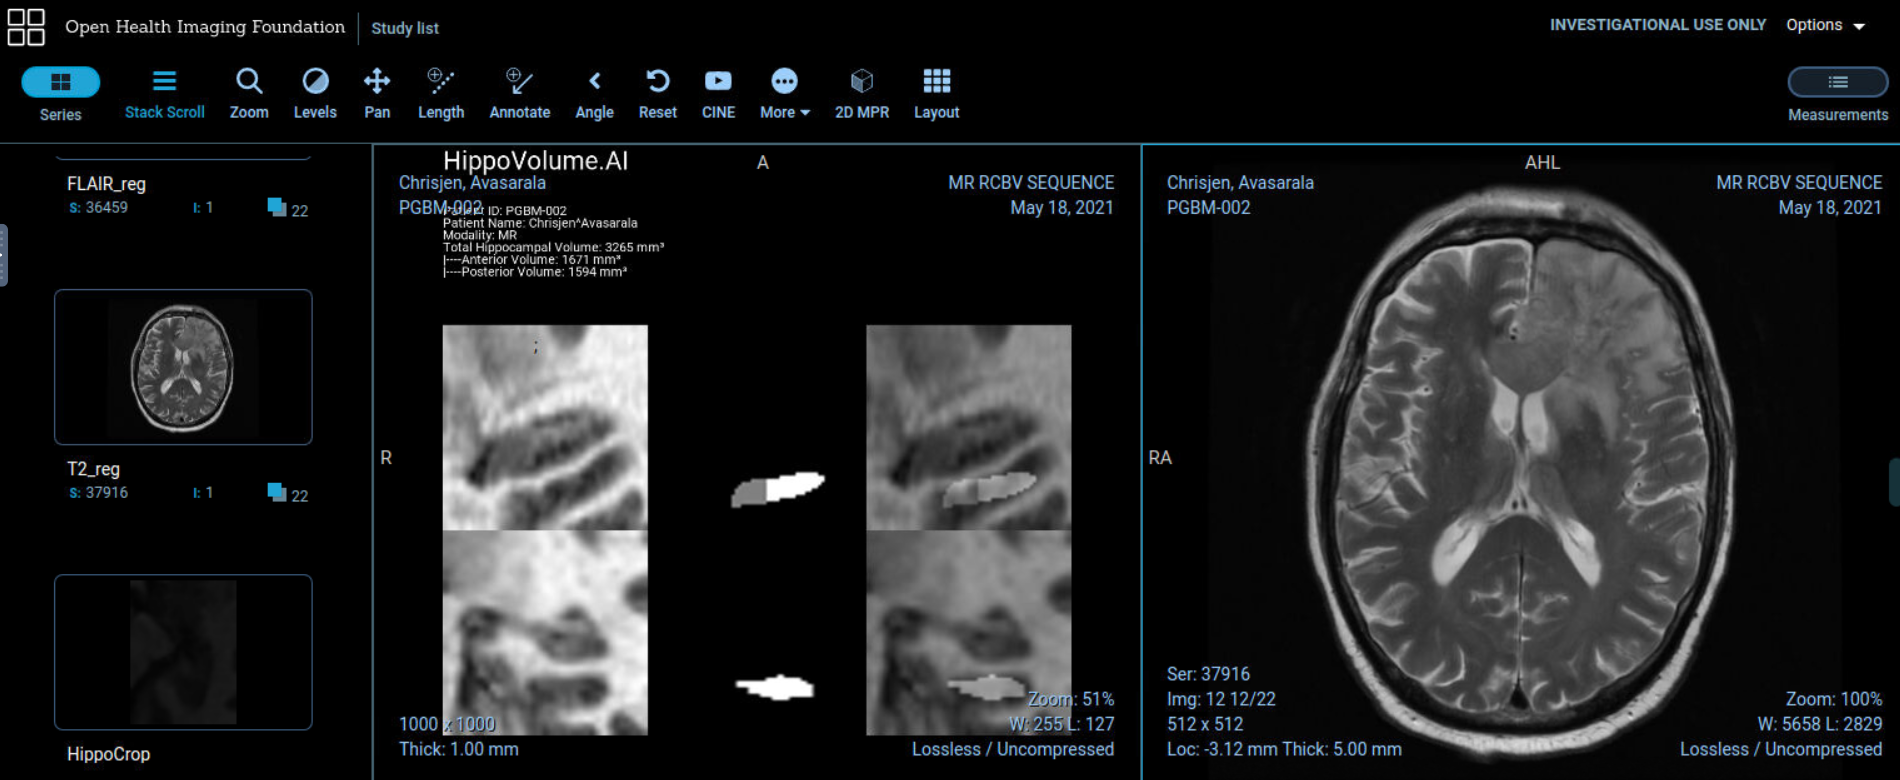 Open Health Imaging Foundation
Study list
INVESTIGATIONAL USE ONLY
Options
Series
Stack Scroll
Zoom
Levels
Pan
Length
Annotate
Angle
Reset
CINE
More
2D MPR
Layout
Measurements
FLAIR_reg
S: 36459 I: 1 22
T2_reg
S: 37916 I: 1 22
HippoCrop
HippoVolume.AI
A
Chrisjen, Avasarala
PGBM-002
MR RCBV SEQUENCE
May 18, 2021
Patient ID: PGBM-002
Patient Name: Chrisjen^Avasarala
Modality: MR
Total Hippocampal Volume: 3265 mm³
|----Anterior Volume: 1671 mm³
|----Posterior Volume: 1594 mm³
;
R
1000 x 1000
Thick: 1.00 mm
Zoom: 51%
W: 255 L: 127
Lossless / Uncompressed
AHL
Chrisjen, Avasarala
PGBM-002
MR RCBV SEQUENCE
May 18, 2021
RA
Ser: 37916
Img: 12 12/22
512 x 512
Loc: -3.12 mm Thick: 5.00 mm
Zoom: 100%
W: 5658 L: 2829
Lossless / Uncompressed